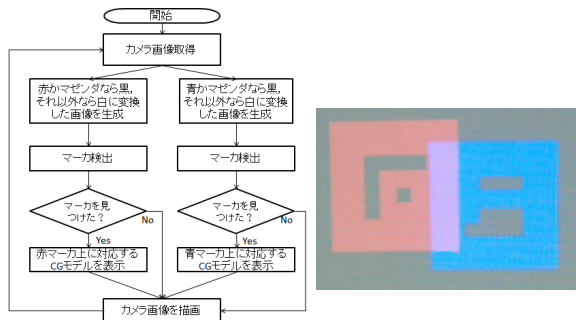 開始
カメラ画像取得
赤かマゼンダなら黒,
それ以外なら白に変換
した画像を生成
青かマゼンダなら黒,
それ以外なら白に変換
した画像を生成
マーカ検出
マーカ検出
マーカを見
つけた？
No
Yes
マーカを見
つけた？
No
Yes
赤マーカ上に対応する
CGモデルを表示
青マーカ上に対応する
CGモデルを表示
カメラ画像を描画